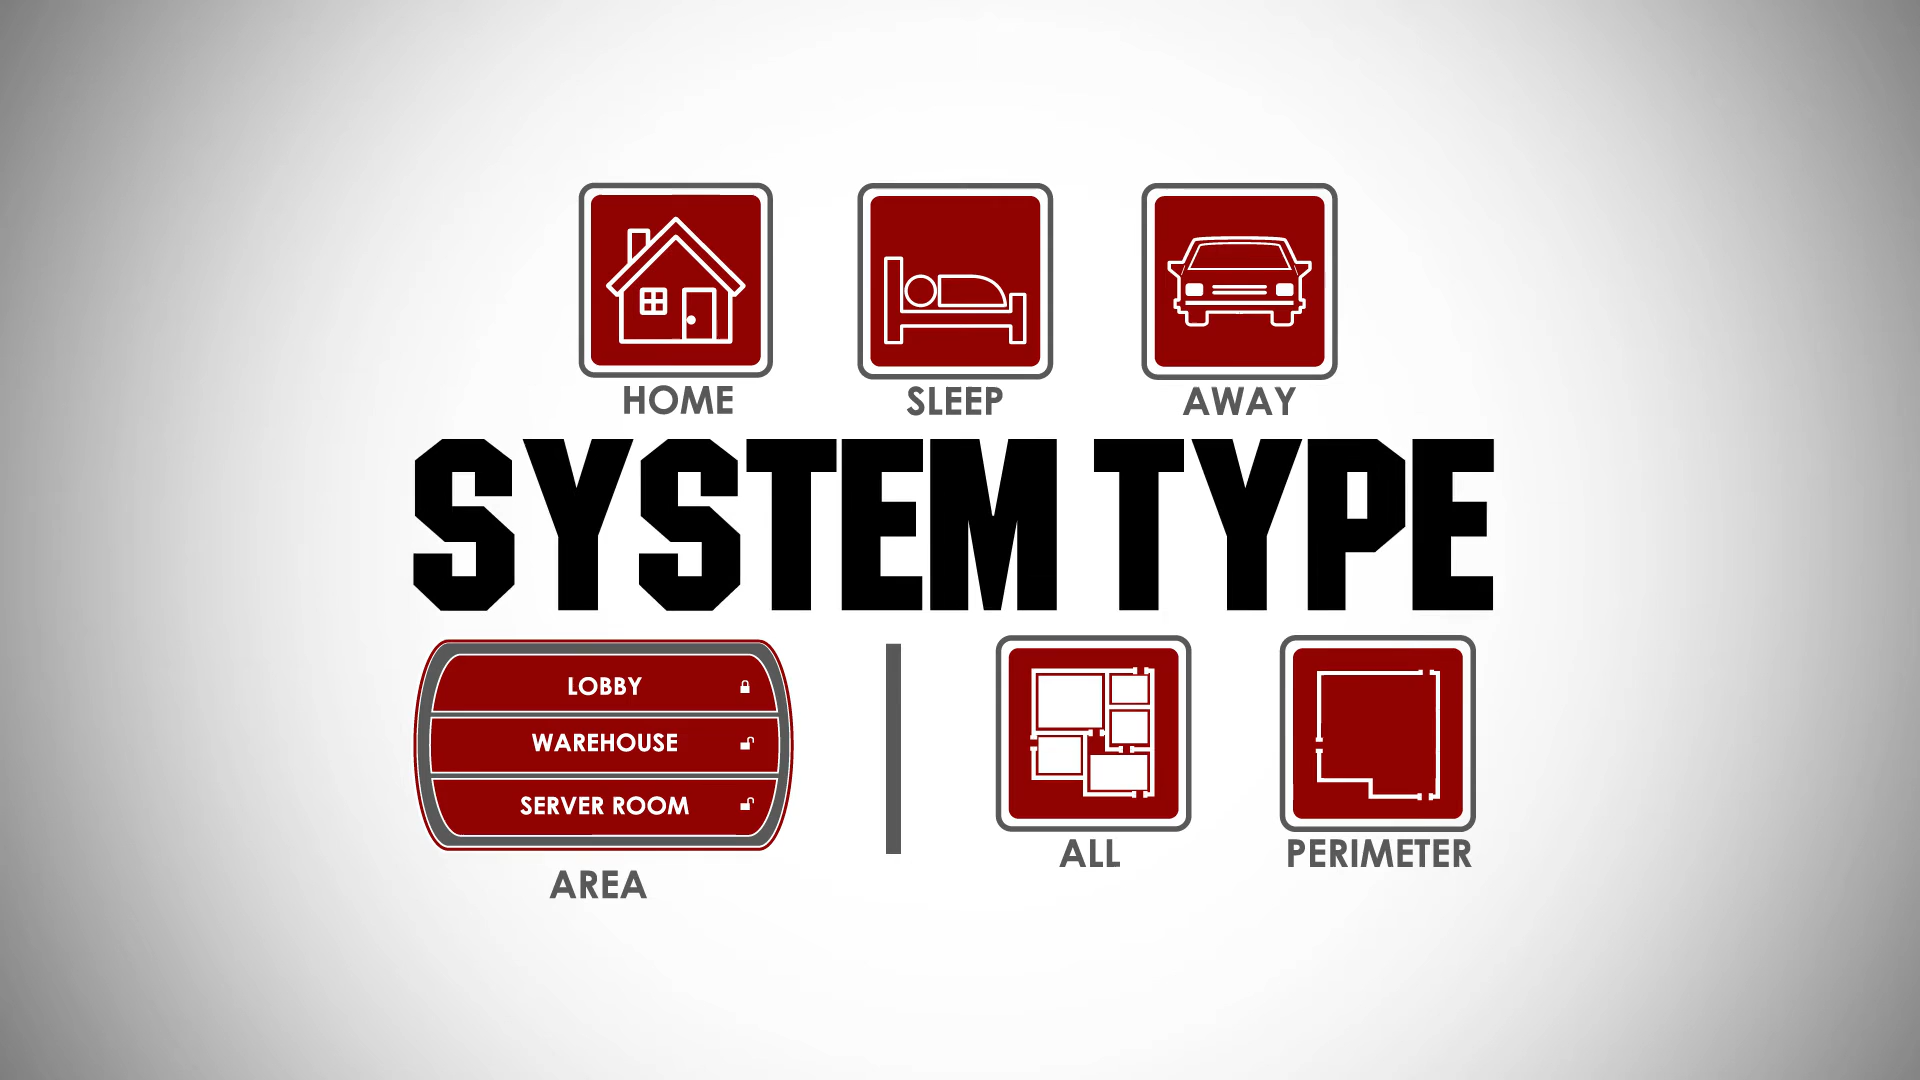 HOME
SLEEP
AWAY
SYSTEM TYPE
LOBBY
WAREHOUSE
SERVER ROOM
AREA
ALL
PERIMETER